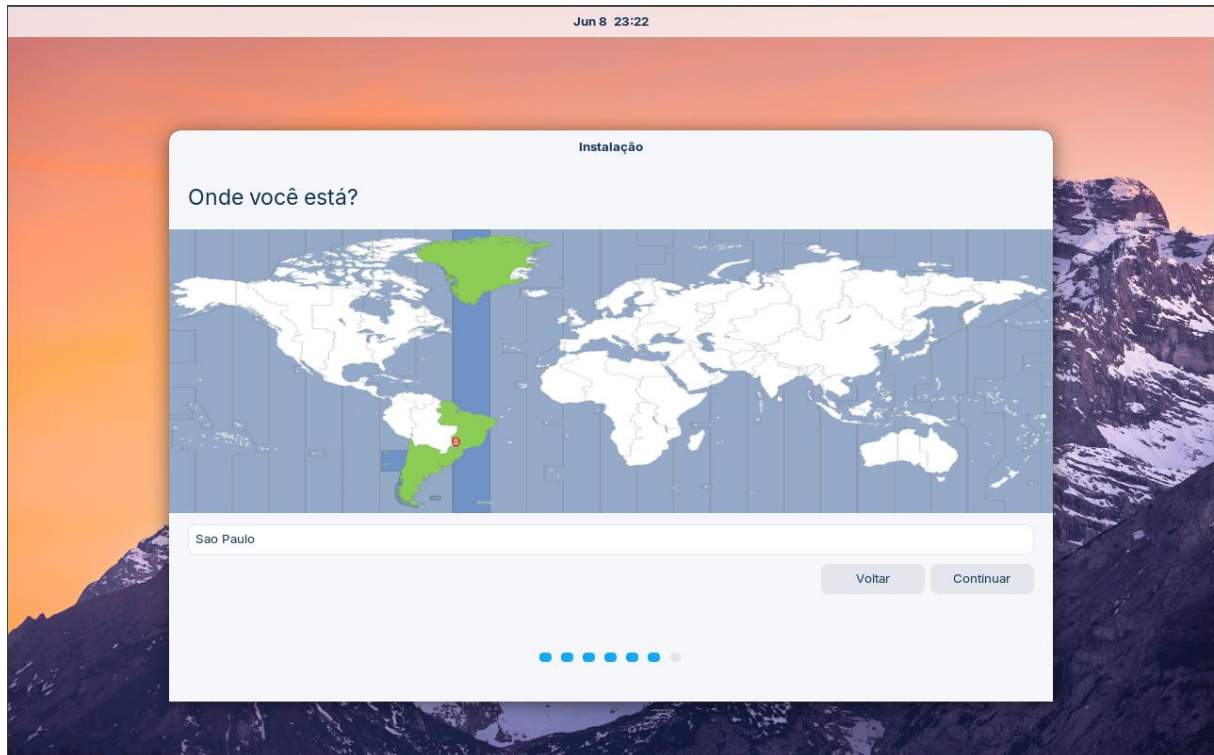 Jun 8 23:22
Instalação
Onde você está?
Sao Paulo
Voltar
Continuar